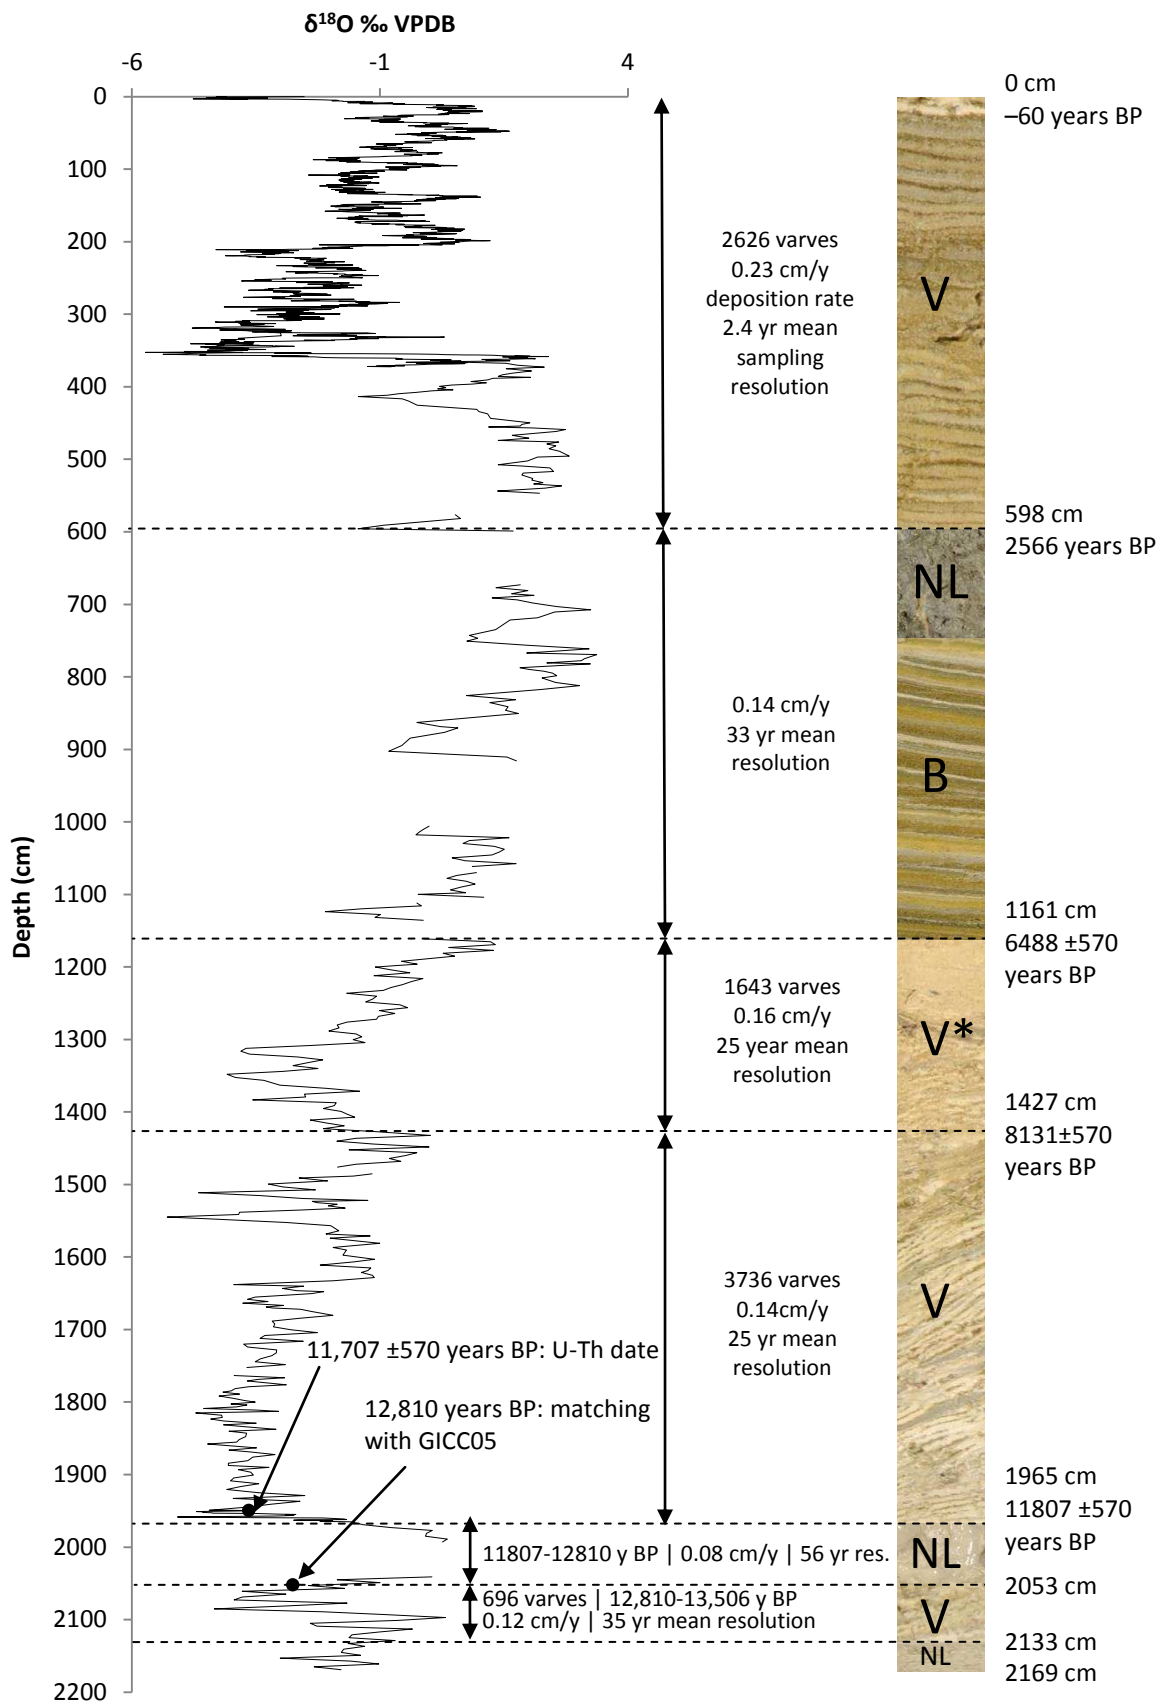 δ¹⁸O ‰ VPDB
-6
-1
4
0
100
200
300
400
500
600
700
800
900
1000
1100
1200
1300
1400
1500
1600
1700
1800
1900
2000
2100
2200
Depth (cm)
2626 varves
0.23 cm/y
deposition rate
2.4 yr mean
sampling
resolution
0.14 cm/y
33 yr mean
resolution
1643 varves
0.16 cm/y
25 year mean
resolution
3736 varves
0.14cm/y
25 yr mean
resolution
11,707 ±570 years BP: U-Th date
12,810 years BP: matching
with GICC05
11807-12810 y BP | 0.08 cm/y | 56 yr res.
696 varves | 12,810-13,506 y BP
0.12 cm/y | 35 yr mean resolution
V
NL
B
V*
V
NL
V
NL
0 cm
–60 years BP
598 cm
2566 years BP
1161 cm
6488 ±570
years BP
1427 cm
8131±570
years BP
1965 cm
11807 ±570
years BP
2053 cm
2133 cm
2169 cm